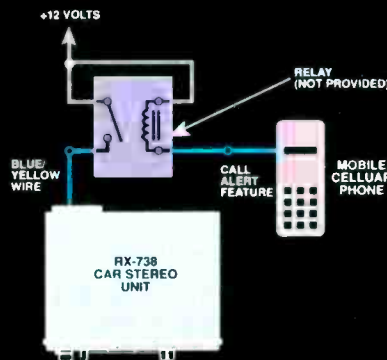 +12 VOLTS
RELAY
(NOT PROVIDED)
BLUE/
YELLOW
WIRE
CALL
ALERT
FEATURE
MOBILE
CELLUAR
PHONE
RX-738
CAR STEREO
UNIT